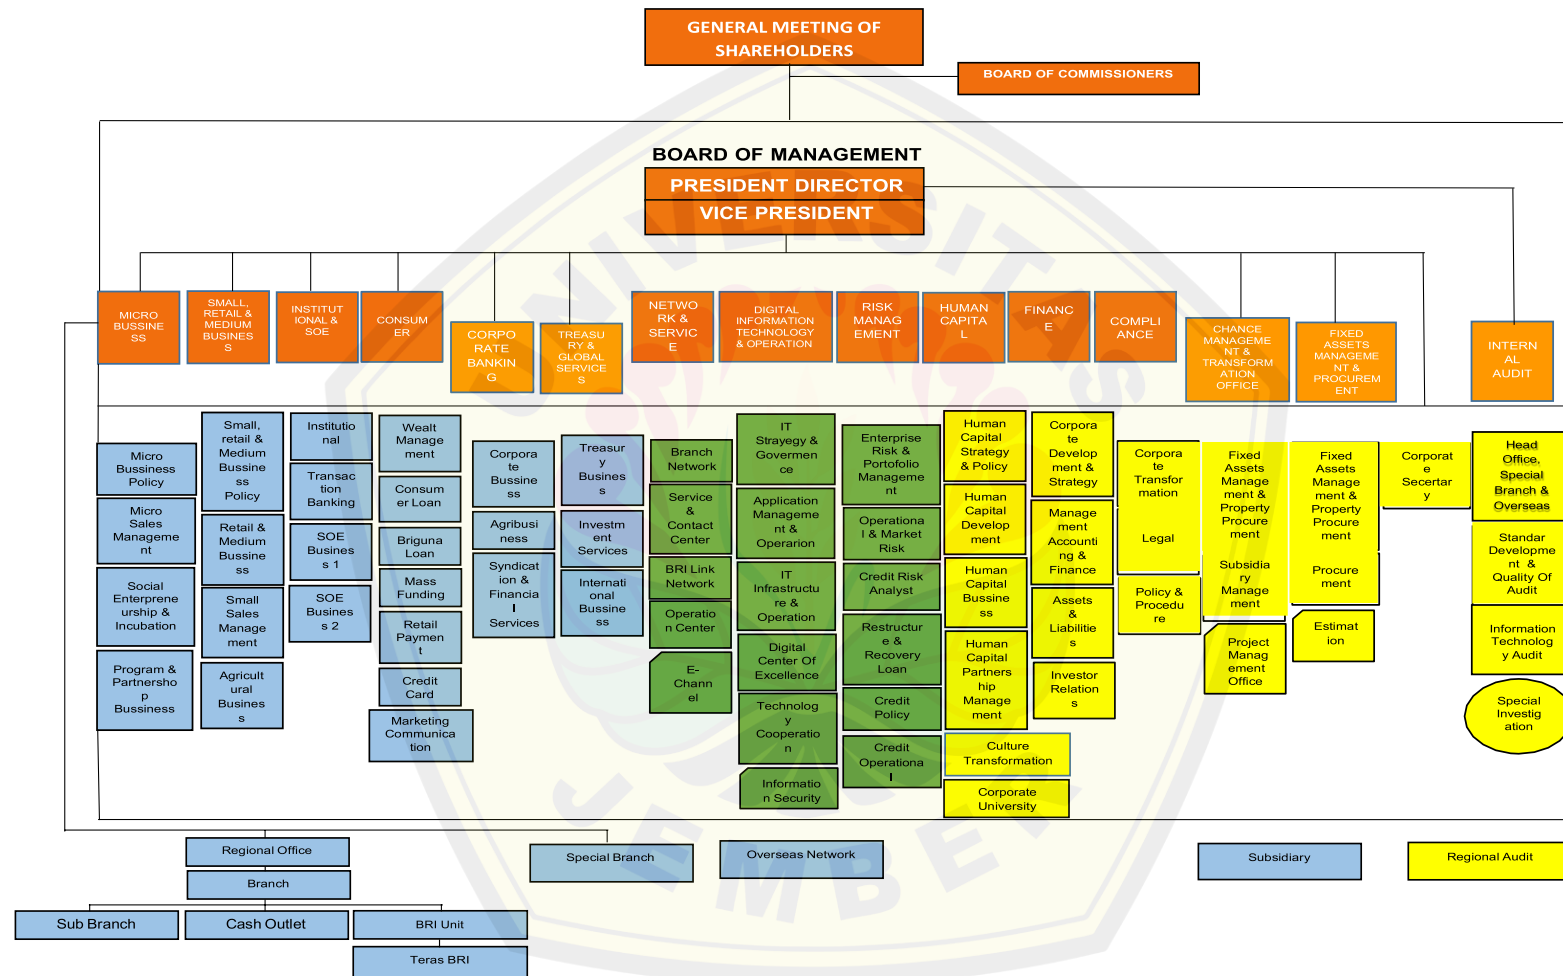 GENERAL MEETING OF
SHAREHOLDERS
BOARD OF COMMISSIONERS
BOARD OF MANAGEMENT
PRESIDENT DIRECTOR
VICE PRESIDENT
MICRO
BUSSINE
SS
SMALL,
RETAIL &
MEDIUM
BUSINES
S
INSTITUT
IONAL &
SOE
CONSUM
ER
CORPO
RATE
BANKIN
G
TREASU
RY &
GLOBAL
SERVICE
S
NETWO
RK &
SERVIC
E
DIGITAL
INFORMATION
TECHNOLOGY
& OPERATION
RISK
MANAG
EMENT
HUMAN
CAPITA
L
FINANC
E
COMPLI
ANCE
CHANCE
MANAGEME
NT &
TRANSFORM
ATION
OFFICE
FIXED
ASSETS
MANAGEME
NT &
PROCUREM
ENT
INTERN
AL
AUDIT
Micro
Bussiness
Policy
Micro
Sales
Manageme
nt
Social
Enterprene
urship &
Incubation
Program &
Partnersho
p
Bussiness
Small,
retail &
Medium
Bussine
ss
Policy
Retail &
Medium
Bussine
ss
Small
Sales
Manage
ment
Agricult
ural
Busines
s
Institutio
nal
Transac
tion
Banking
SOE
Busines
s 1
SOE
Busines
s 2
Wealt
Manage
ment
Consum
er Loan
Briguna
Loan
Mass
Funding
Retail
Paymen
t
Credit
Card
Marketing
Communica
tion
Corpora
te
Bussiness
Agribusi
ness
Syndicat
ion &
Financia
l
Services
Treasur
y
Busines
s
Investm
ent
Services
Internati
onal
Bussine
ss
Branch
Network
Service
&
Contact
Center
BRI Link
Network
Operatio
n Center
E-
Chann
el
IT
Strayegy &
Govermen
ce
Application
Manageme
nt &
Operarion
IT
Infrastructu
re &
Operation
Digital
Center Of
Excellence
Technolog
y
Cooperatio
n
Informatio
n Security
Enterprise
Risk &
Portofolio
Manageme
nt
Operationa
l & Market
Risk
Credit Risk
Analyst
Restructur
e &
Recovery
Loan
Credit
Policy
Credit
Operationa
l
Human
Capital
Strategy
& Policy
Human
Capital
Develop
ment
Human
Capital
Bussine
ss
Human
Capital
Partners
hip
Manage
ment
Culture
Transformation
Corporate
University
Corpora
te
Develop
ment &
Strategy
Manage
ment
Accounti
ng &
Finance
Assets
&
Liabilitie
s
Investor
Relation
s
Corpora
te
Transfor
mation
Legal
Policy &
Procedu
re
Fixed
Assets
Manage
ment &
Property
Procure
ment
Subsidia
ry
Manage
ment
Project
Manag
ement
Office
Fixed
Assets
Manage
ment &
Property
Procure
ment
Procure
ment
Estimat
ion
Corporat
e
Secertar
y
Head
Office,
Special
Branch &
Overseas
Standar
Developme
nt &
Quality Of
Audit
Information
Technolog
y Audit
Special
Investig
ation
Regional Office
Branch
Sub Branch
Cash Outlet
BRI Unit
Teras BRI
Special Branch
Overseas Network
Subsidiary
Regional Audit
UNIVERSITAS
JEMBER